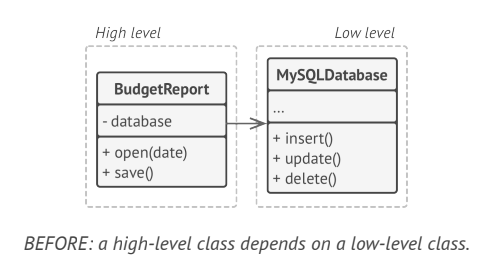 High level
Low level
BudgetReport
- database
+ open(date)
+ save()
MySQLDatabase
...
+ insert()
+ update()
+ delete()
BEFORE: a high-level class depends on a low-level class.